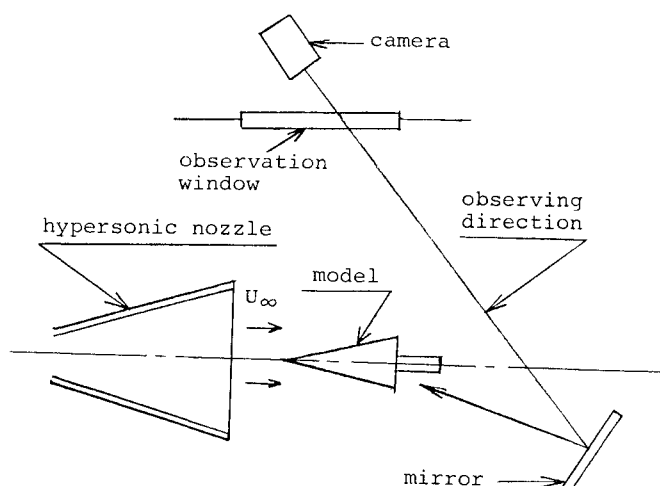 camera
observation
window
observing
direction
hypersonic nozzle
U∞
model
mirror